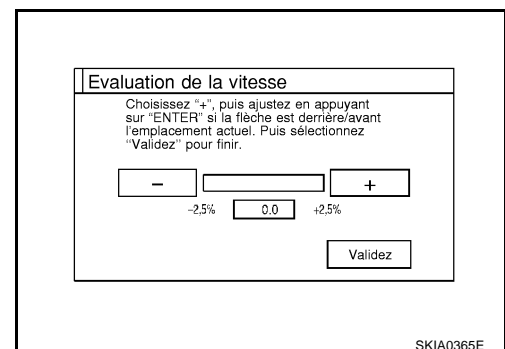 Evaluation de la vitesse
Choisissez "+", puis ajustez en appuyant
sur "ENTER" si la flèche est derrière/avant
l'emplacement actuel. Puis sélectionnez
"Validez" pour finir.
− +
−2,5% 0.0 +2,5%
Validez
SKIA0365E